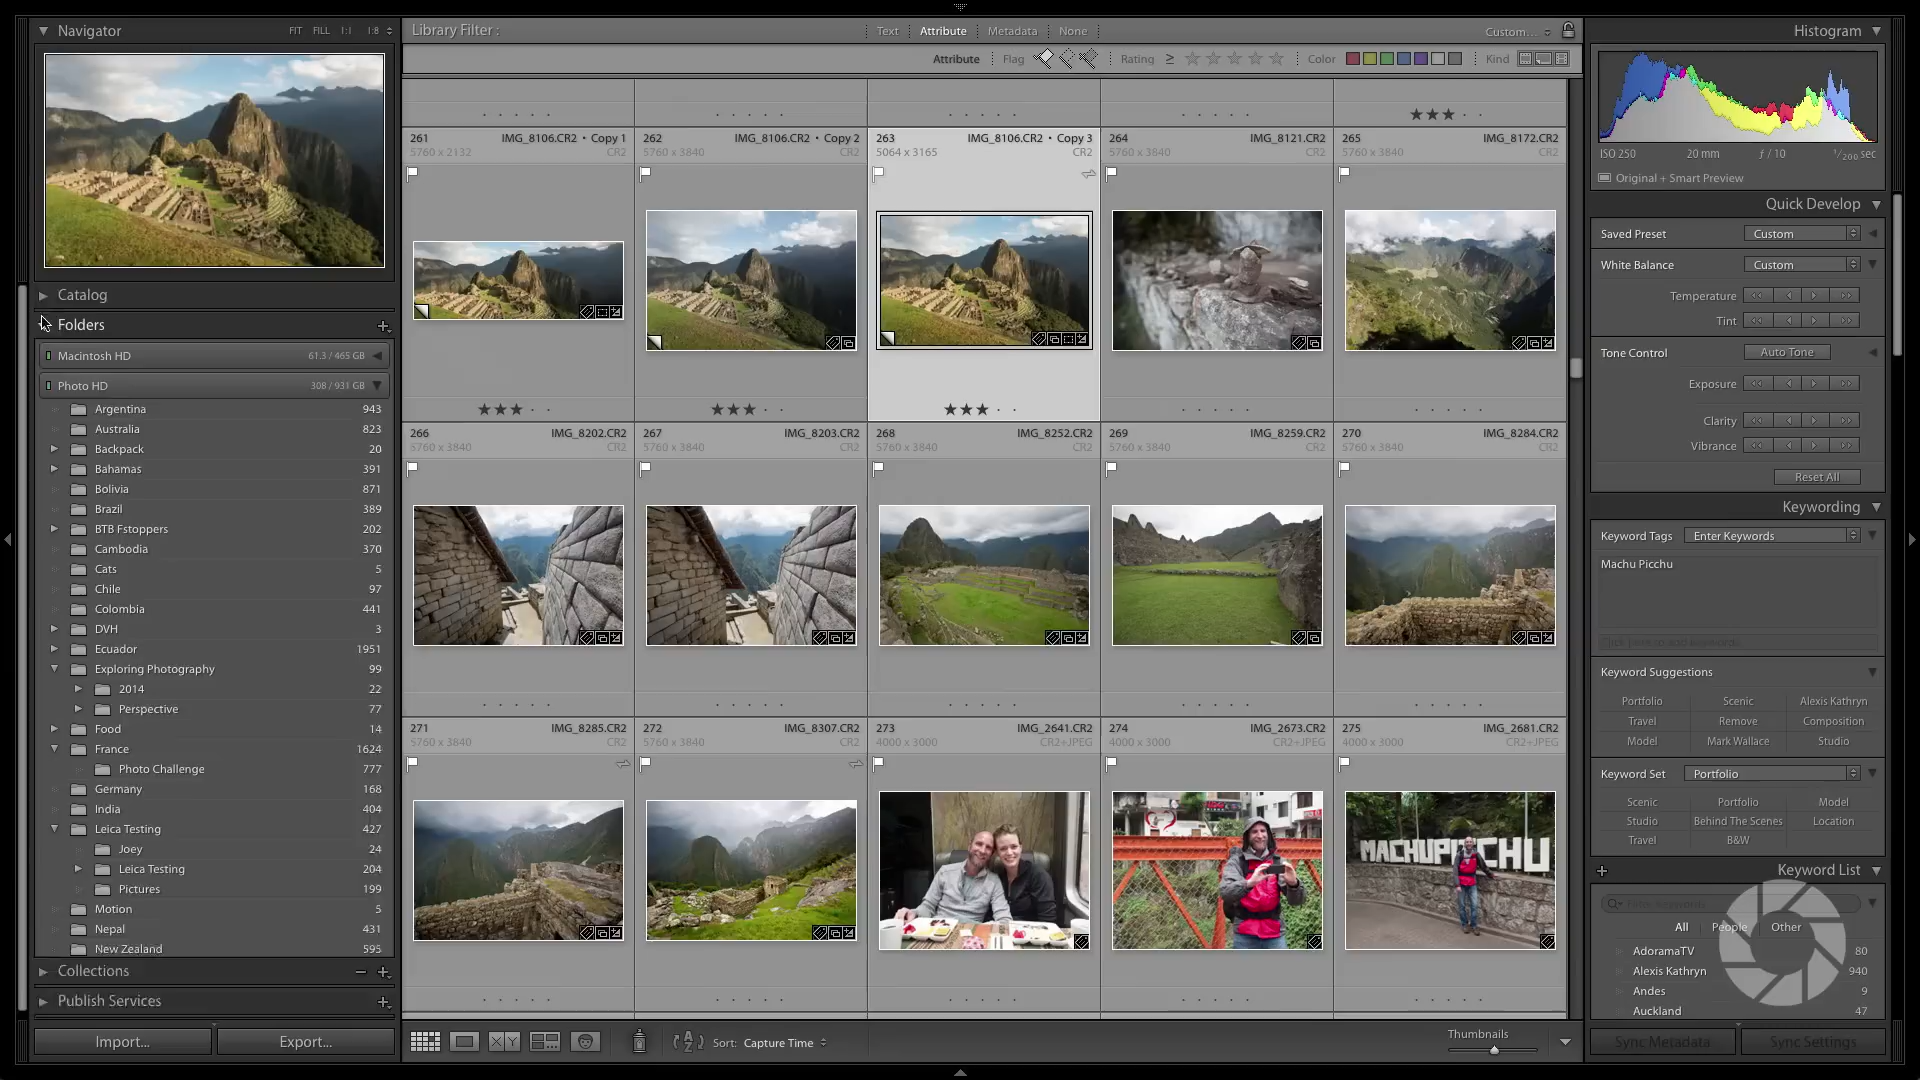 Navigator FIT FILL 1:1 1:8
Library Filter : Text Attribute Metadata None Custom...
Histogram
Attribute Flag Rating ≥ Color Kind
261 IMG_8106.CR2 • Copy 1
5760 x 2132 CR2
262 IMG_8106.CR2 • Copy 2
5760 x 3840 CR2
263 IMG_8106.CR2 • Copy 3
5064 x 3165 CR2
264 IMG_8121.CR2
5760 x 3840 CR2
265 IMG_8172.CR2
5760 x 3840 CR2
266 IMG_8202.CR2
5760 x 3840 CR2
267 IMG_8203.CR2
5760 x 3840 CR2
268 IMG_8252.CR2
5760 x 3840 CR2
269 IMG_8259.CR2
5760 x 3840 CR2
270 IMG_8284.CR2
5760 x 3840 CR2
271 IMG_8285.CR2
5760 x 3840 CR2
272 IMG_8307.CR2
5760 x 3840 CR2
273 IMG_2641.CR2
4000 x 3000 CR2+JPEG
274 IMG_2673.CR2
4000 x 3000 CR2+JPEG
275 IMG_2681.CR2
4000 x 3000 CR2+JPEG
MACHUPICCHU
Catalog
Folders
Macintosh HD 61.3 / 465 GB
Photo HD 308 / 931 GB
Argentina 943
Australia 823
Backpack 20
Bahamas 391
Bolivia 871
Brazil 389
BTB Fstoppers 202
Cambodia 370
Cats 5
Chile 97
Colombia 441
DVH 3
Ecuador 1951
Exploring Photography 99
2014 22
Perspective 77
Food 14
France 1624
Photo Challenge 777
Germany 168
India 404
Leica Testing 427
Joey 24
Leica Testing 204
Pictures 199
Motion 5
Nepal 431
New Zealand 595
Collections
Publish Services
Import... Export...
Sort: Capture Time
Thumbnails
ISO 250 20 mm ƒ / 10 1/200 sec
Original + Smart Preview
Quick Develop
Saved Preset Custom
White Balance Custom
Temperature
Tint
Tone Control Auto Tone
Exposure
Clarity
Vibrance
Reset All
Keywording
Keyword Tags Enter Keywords
Machu Picchu
Keyword Suggestions
Portfolio Scenic Alexis Kathryn
Travel Remove Composition
Model Mark Wallace Studio
Keyword Set Portfolio
Scenic Portfolio Model
Studio Behind The Scenes Location
Travel B&W
Keyword List
All People Other
AdoramaTV 80
Alexis Kathryn 940
Andes 9
Auckland 47
Sync Metadata Sync Settings